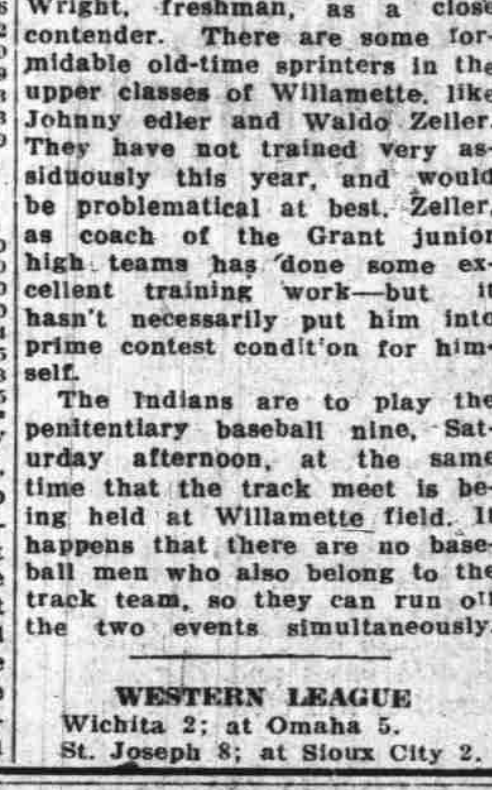 Wright, freshman, as a close
contender. There are some for-
midable old-time sprinters in the
upper classes of Willamette, like
Johnny edler and Waldo Zeller.
They have not trained very as-
siduously this year, and would
be problematical at best. Zeller,
as coach of the Grant junior
high teams has done some ex-
cellent training work—but it
hasn't necessarily put him into
prime contest condit'on for him-
self.
The Indians are to play the
penitentiary baseball nine, Sat-
urday afternoon, at the same
time that the track meet is be-
ing held at Willamette field. It
happens that there are no base-
ball men who also belong to the
track team, so they can run off
the two events simultaneously.
WESTERN LEAGUE
Wichita 2; at Omaha 5.
St. Joseph 8; at Sioux City 2.